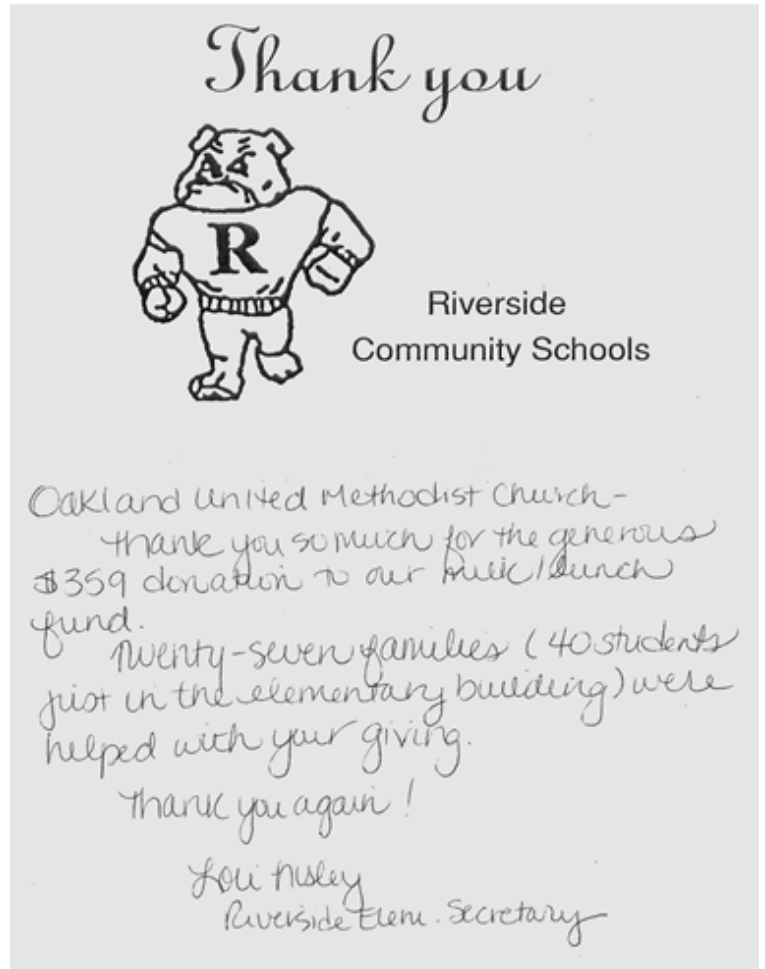 Thank you
R
Riverside
Community Schools
Oakland United Methodist Church-
Thank you so much for the generous
$359 donation to our milk/lunch
fund.
Twenty-seven families (40 students
just in the elementary building) were
helped with your giving.
Thank you again!
Lori Nisley
Riverside Elem. Secretary